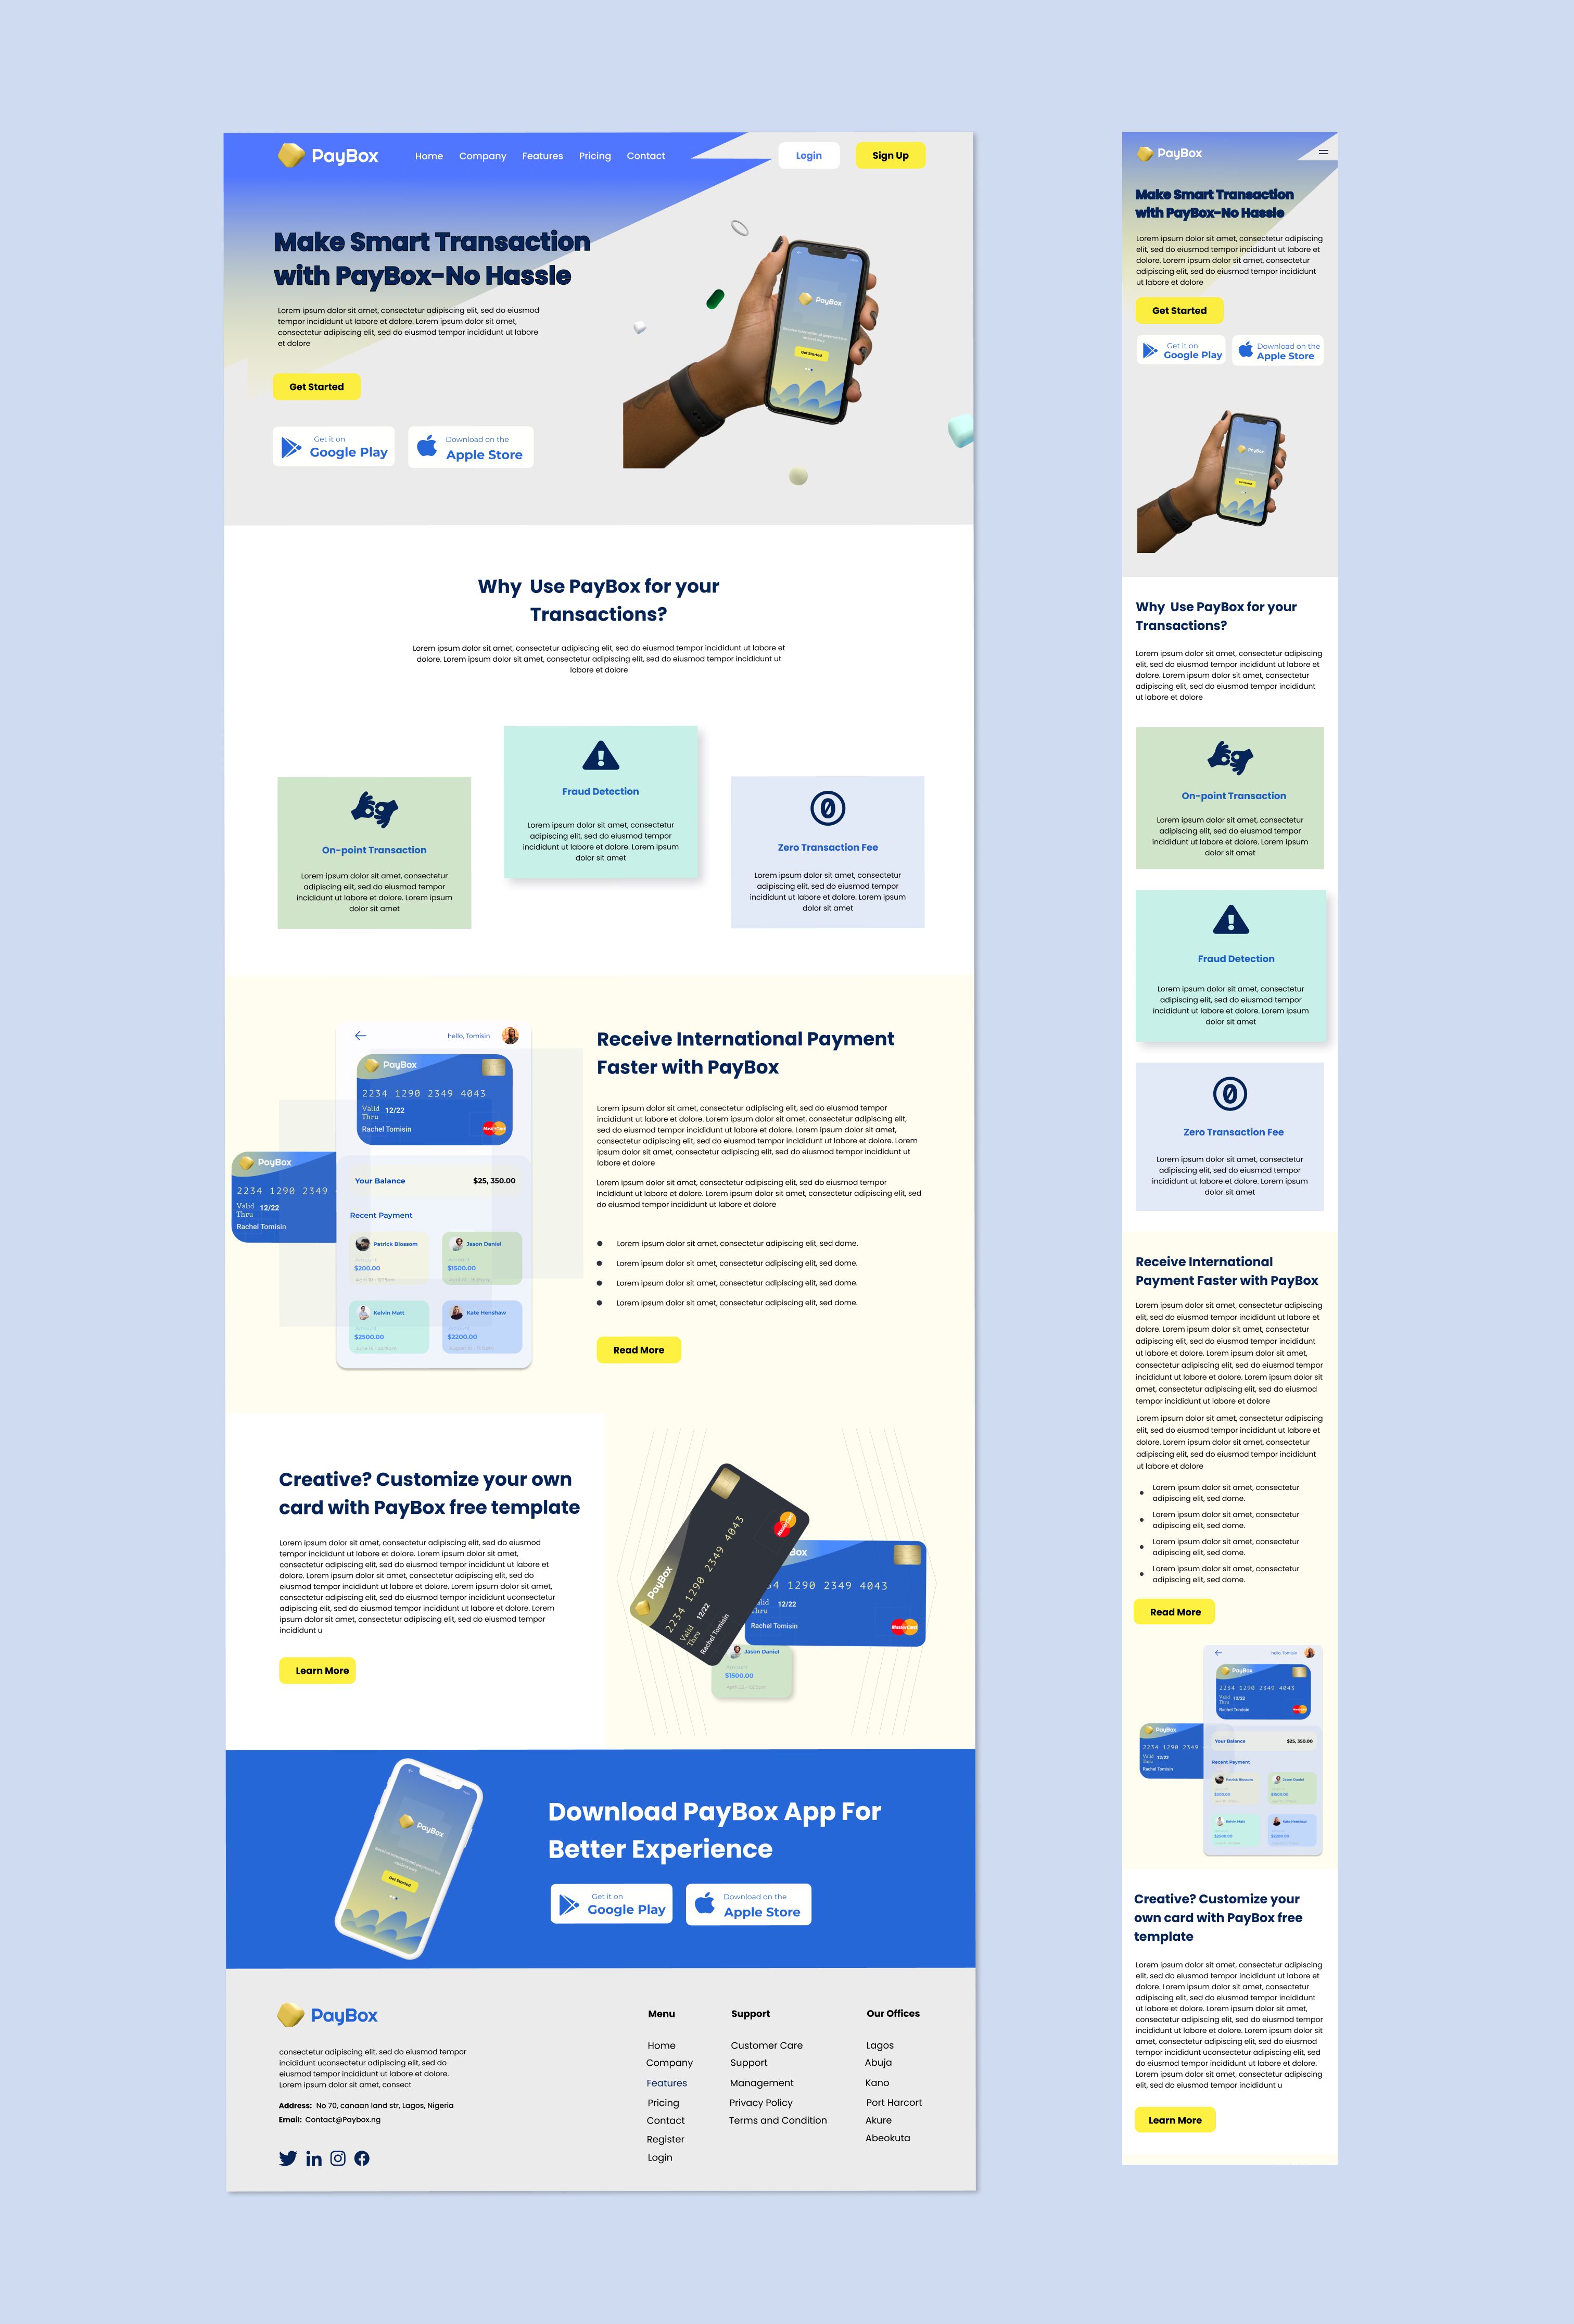 PayBox
Home Company Features Pricing Contact
Login
Sign Up
Make Smart Transaction
with PayBox-No Hassle
Lorem ipsum dolor sit amet, consectetur adipiscing elit, sed do eiusmod
tempor incididunt ut labore et dolore. Lorem ipsum dolor sit amet,
consectetur adipiscing elit, sed do eiusmod tempor incididunt ut labore
et dolore
Get Started
Get it on
Google Play
Download on the
Apple Store
PayBox
Get Started
Why Use PayBox for your
Transactions?
Lorem ipsum dolor sit amet, consectetur adipiscing elit, sed do eiusmod tempor incididunt ut labore et
dolore. Lorem ipsum dolor sit amet, consectetur adipiscing elit, sed do eiusmod tempor incididunt ut
labore et dolore
On-point Transaction
Lorem ipsum dolor sit amet, consectetur
adipiscing elit, sed do eiusmod tempor
incididunt ut labore et dolore. Lorem ipsum
dolor sit amet
Fraud Detection
Lorem ipsum dolor sit amet, consectetur
adipiscing elit, sed do eiusmod tempor
incididunt ut labore et dolore. Lorem ipsum
dolor sit amet
0
Zero Transaction Fee
Lorem ipsum dolor sit amet, consectetur
adipiscing elit, sed do eiusmod tempor
incididunt ut labore et dolore. Lorem ipsum
dolor sit amet
hello, Tomisin
PayBox
2234 1290 2349 4043
Valid
Thru
12/22
Rachel Tomisin
MasterCard
PayBox
2234 1290 2349
Valid
Thru
12/22
Rachel Tomisin
Your Balance
$25, 350.00
Recent Payment
Patrick Blossom
$200.00
Jason Daniel
$1500.00
Kelvin Matt
$2500.00
Kate Henshaw
$2200.00
Receive International Payment
Faster with PayBox
Lorem ipsum dolor sit amet, consectetur adipiscing elit, sed do eiusmod tempor
incididunt ut labore et dolore. Lorem ipsum dolor sit amet, consectetur adipiscing elit,
sed do eiusmod tempor incididunt ut labore et dolore. Lorem ipsum dolor sit amet,
consectetur adipiscing elit, sed do eiusmod tempor incididunt ut labore et dolore. Lorem
ipsum dolor sit amet, consectetur adipiscing elit, sed do eiusmod tempor incididunt ut
labore et dolore
Lorem ipsum dolor sit amet, consectetur adipiscing elit, sed do eiusmod tempor
incididunt ut labore et dolore. Lorem ipsum dolor sit amet, consectetur adipiscing elit, sed
do eiusmod tempor incididunt ut labore et dolore
Lorem ipsum dolor sit amet, consectetur adipiscing elit, sed dome.
Lorem ipsum dolor sit amet, consectetur adipiscing elit, sed dome.
Lorem ipsum dolor sit amet, consectetur adipiscing elit, sed dome.
Lorem ipsum dolor sit amet, consectetur adipiscing elit, sed dome.
Read More
Creative? Customize your own
card with PayBox free template
Lorem ipsum dolor sit amet, consectetur adipiscing elit, sed do eiusmod
tempor incididunt ut labore et dolore. Lorem ipsum dolor sit amet,
consectetur adipiscing elit, sed do eiusmod tempor incididunt ut labore et
dolore. Lorem ipsum dolor sit amet, consectetur adipiscing elit, sed do
eiusmod tempor incididunt ut labore et dolore. Lorem ipsum dolor sit amet,
consectetur adipiscing elit, sed do eiusmod tempor incididunt uconsectetur
adipiscing elit, sed do eiusmod tempor incididunt ut labore et dolore. Lorem
ipsum dolor sit amet, consectetur adipiscing elit, sed do eiusmod tempor
incididunt u
Learn More
PayBox
2234 1290 2349 4043
Valid
Thru
12/22
Rachel Tomisin
MasterCard
Box
34 1290 2349 4043
alid
Thru
12/22
Rachel Tomisin
MasterCard
Jason Daniel
$1500.00
PayBox
Get Started
Download PayBox App For
Better Experience
Get it on
Google Play
Download on the
Apple Store
PayBox
consectetur adipiscing elit, sed do eiusmod tempor
incididunt uconsectetur adipiscing elit, sed do
eiusmod tempor incididunt ut labore et dolore.
Lorem ipsum dolor sit amet, consect
Address: No 70, canaan land str, Lagos, Nigeria
Email: Contact@Paybox.ng
Menu
Home
Company
Features
Pricing
Contact
Register
Login
Support
Customer Care
Support
Management
Privacy Policy
Terms and Condition
Our Offices
Lagos
Abuja
Kano
Port Harcort
Akure
Abeokuta
PayBox
Make Smart Transaction
with PayBox-No Hassle
Lorem ipsum dolor sit amet, consectetur adipiscing
elit, sed do eiusmod tempor incididunt ut labore et
dolore. Lorem ipsum dolor sit amet, consectetur
adipiscing elit, sed do eiusmod tempor incididunt
ut labore et dolore
Get Started
Get it on
Google Play
Download on the
Apple Store
PayBox
Why Use PayBox for your
Transactions?
Lorem ipsum dolor sit amet, consectetur adipiscing
elit, sed do eiusmod tempor incididunt ut labore et
dolore. Lorem ipsum dolor sit amet, consectetur
adipiscing elit, sed do eiusmod tempor incididunt
ut labore et dolore
On-point Transaction
Lorem ipsum dolor sit amet, consectetur
adipiscing elit, sed do eiusmod tempor
incididunt ut labore et dolore. Lorem ipsum
dolor sit amet
Fraud Detection
Lorem ipsum dolor sit amet, consectetur
adipiscing elit, sed do eiusmod tempor
incididunt ut labore et dolore. Lorem ipsum
dolor sit amet
0
Zero Transaction Fee
Lorem ipsum dolor sit amet, consectetur
adipiscing elit, sed do eiusmod tempor
incididunt ut labore et dolore. Lorem ipsum
dolor sit amet
Receive International
Payment Faster with PayBox
Lorem ipsum dolor sit amet, consectetur adipiscing
elit, sed do eiusmod tempor incididunt ut labore et
dolore. Lorem ipsum dolor sit amet, consectetur
adipiscing elit, sed do eiusmod tempor incididunt
ut labore et dolore. Lorem ipsum dolor sit amet,
consectetur adipiscing elit, sed do eiusmod tempor
incididunt ut labore et dolore. Lorem ipsum dolor sit
amet, consectetur adipiscing elit, sed do eiusmod
tempor incididunt ut labore et dolore
Lorem ipsum dolor sit amet, consectetur adipiscing
elit, sed do eiusmod tempor incididunt ut labore et
dolore. Lorem ipsum dolor sit amet, consectetur
adipiscing elit, sed do eiusmod tempor incididunt
ut labore et dolore
Lorem ipsum dolor sit amet, consectetur
adipiscing elit, sed dome.
Lorem ipsum dolor sit amet, consectetur
adipiscing elit, sed dome.
Lorem ipsum dolor sit amet, consectetur
adipiscing elit, sed dome.
Lorem ipsum dolor sit amet, consectetur
adipiscing elit, sed dome.
Read More
hello, Tomisin
PayBox
2234 1290 2349 4043
Valid
Thru
12/22
Rachel Tomisin
PayBox
2234 1290 2349
Valid
Thru
12/22
Rachel Tomisin
Your Balance
$25, 350.00
Recent Payment
Creative? Customize your
own card with PayBox free
template
Lorem ipsum dolor sit amet, consectetur adipiscing
elit, sed do eiusmod tempor incididunt ut labore et
dolore. Lorem ipsum dolor sit amet, consectetur
adipiscing elit, sed do eiusmod tempor incididunt
ut labore et dolore. Lorem ipsum dolor sit amet,
consectetur adipiscing elit, sed do eiusmod tempor
incididunt ut labore et dolore. Lorem ipsum dolor sit
amet, consectetur adipiscing elit, sed do eiusmod
tempor incididunt uconsectetur adipiscing elit, sed
do eiusmod tempor incididunt ut labore et dolore.
Lorem ipsum dolor sit amet, consectetur adipiscing
elit, sed do eiusmod tempor incididunt u
Learn More